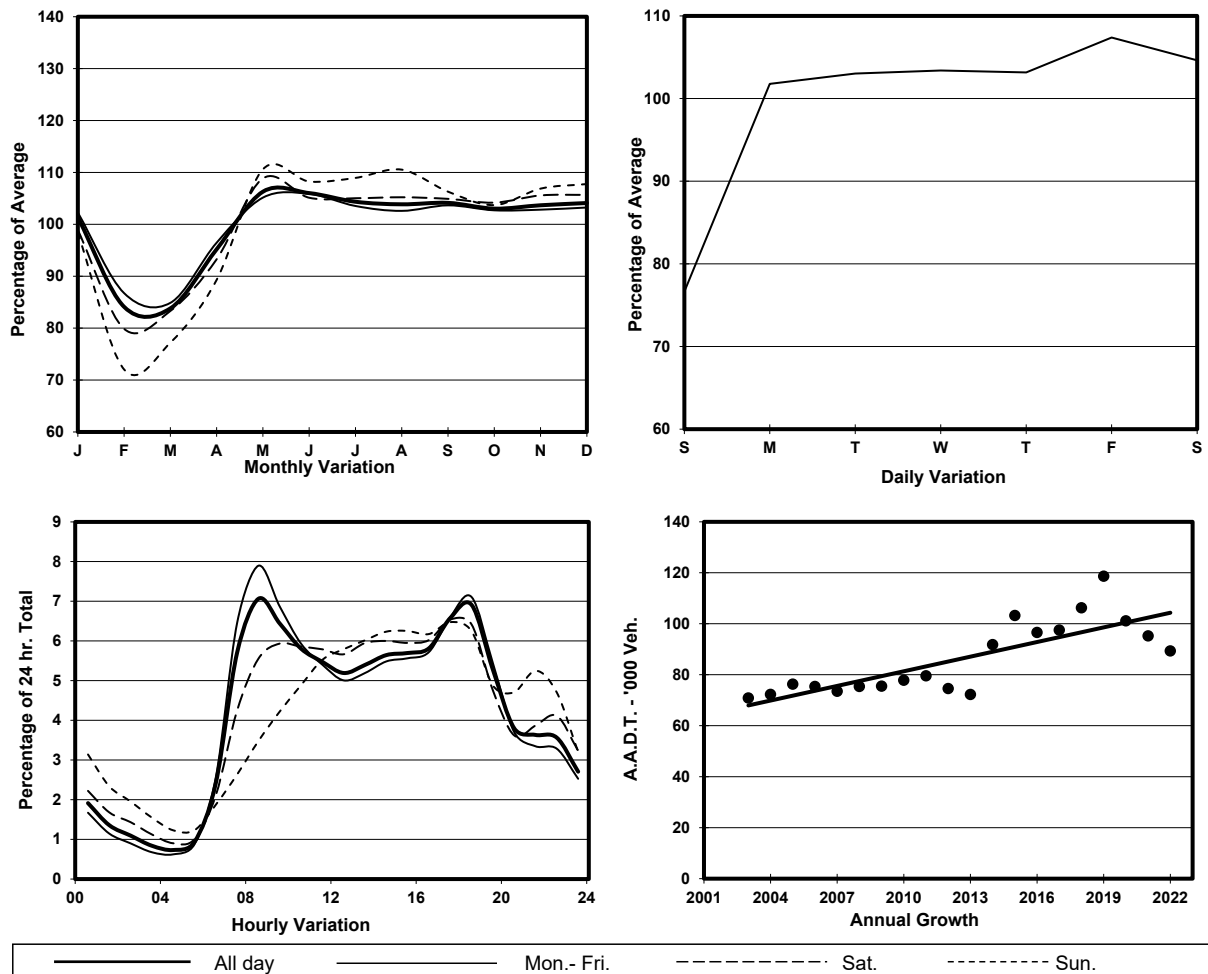 140
130
120
110
100
90
80
70
60
Percentage of Average
J F M A M J J A S O N D
Monthly Variation
110
100
90
80
70
60
Percentage of Average
S M T W T F S
Daily Variation
9
8
7
6
5
4
3
2
1
0
Percentage of 24 hr. Total
00 04 08 12 16 20 24
Hourly Variation
140
120
100
80
60
40
20
0
A.A.D.T. - '000 Veh.
2001 2004 2007 2010 2013 2016 2019 2022
Annual Growth
All day Mon.- Fri. Sat. Sun.